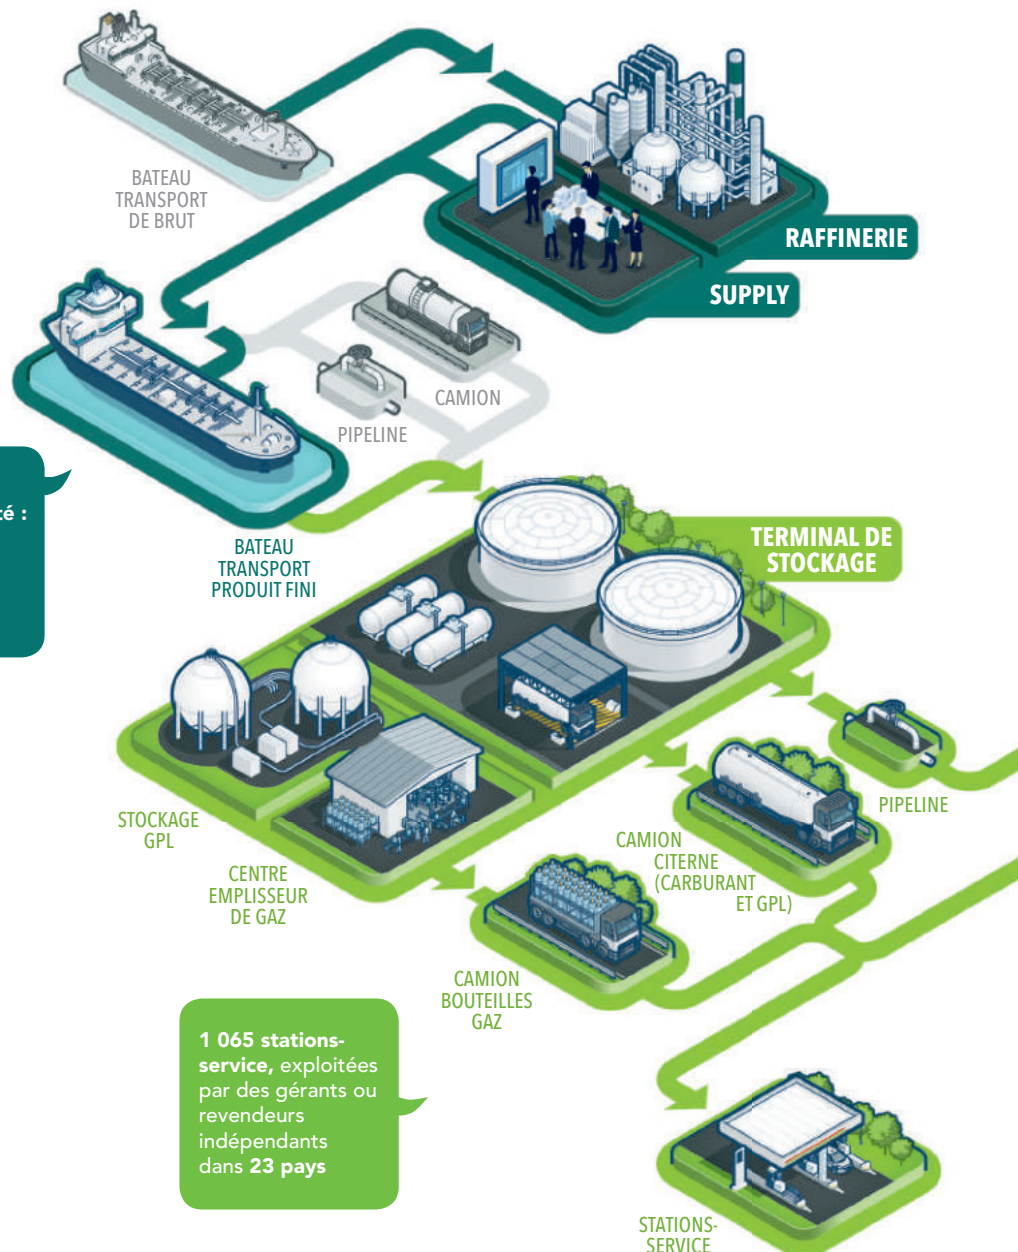 BATEAU
TRANSPORT
DE BRUT
RAFFINERIE
SUPPLY
CAMION
PIPELINE
té :
BATEAU
TRANSPORT
PRODUIT FINI
TERMINAL DE
STOCKAGE
STOCKAGE
GPL
CENTRE
EMPLISSEUR
DE GAZ
PIPELINE
CAMION
CITERNE
(CARBURANT
ET GPL)
CAMION
BOUTEILLES
GAZ
1 065 stations-
service, exploitées
par des gérants ou
revendeurs
indépendants
dans 23 pays
STATIONS-
SERVICE